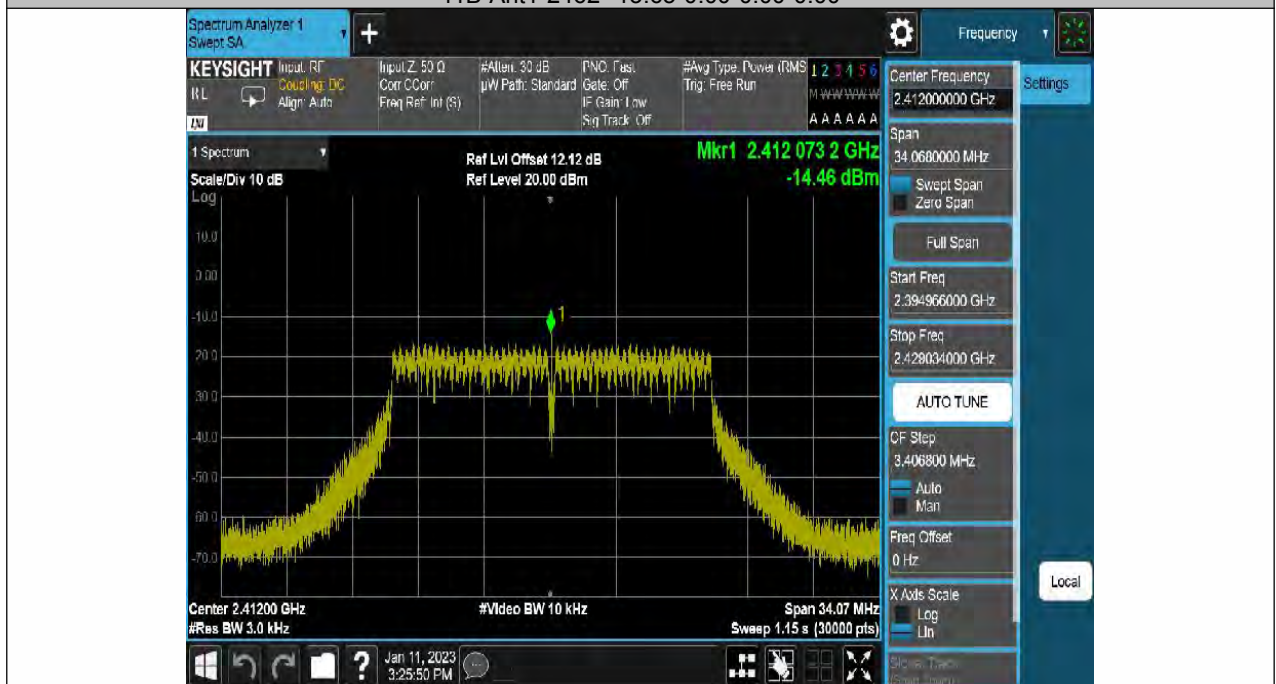 Spectrum Analyzer 1
Swept SA
+
Frequency
KEYSIGHT
Input: RF
Coupling: DC
Align: Auto
RL
Input Z: 50 Ω
Corr CCorr
Freq Ref: Int (S)
#Atten: 30 dB
µW Path: Standard
PNO: Fast
Gate: Off
IF Gain: Low
Sig Track: Off
#Avg Type: Power (RMS
Trig: Free Run
1 2 3 4 5 6
M W W W W W
A A A A A A
Center Frequency
2.412000000 GHz
Settings
1 Spectrum
Scale/Div 10 dB
Log
Ref Lvl Offset 12.12 dB
Ref Level 20.00 dBm
Mkr1 2.412 073 2 GHz
-14.46 dBm
Span
34.0680000 MHz
Swept Span
Zero Span
Full Span
Start Freq
2.394966000 GHz
Stop Freq
2.429034000 GHz
AUTO TUNE
CF Step
3.406800 MHz
Auto
Man
Freq Offset
0 Hz
X Axis Scale
Log
Lin
Local
10.0
0.00
-10.0
1
-20.0
-30.0
-40.0
-50.0
-60.0
-70.0
Center 2.41200 GHz
#Res BW 3.0 kHz
#Video BW 10 kHz
Span 34.07 MHz
Sweep 1.15 s (30000 pts)
?
Jan 11, 2023
3:25:50 PM